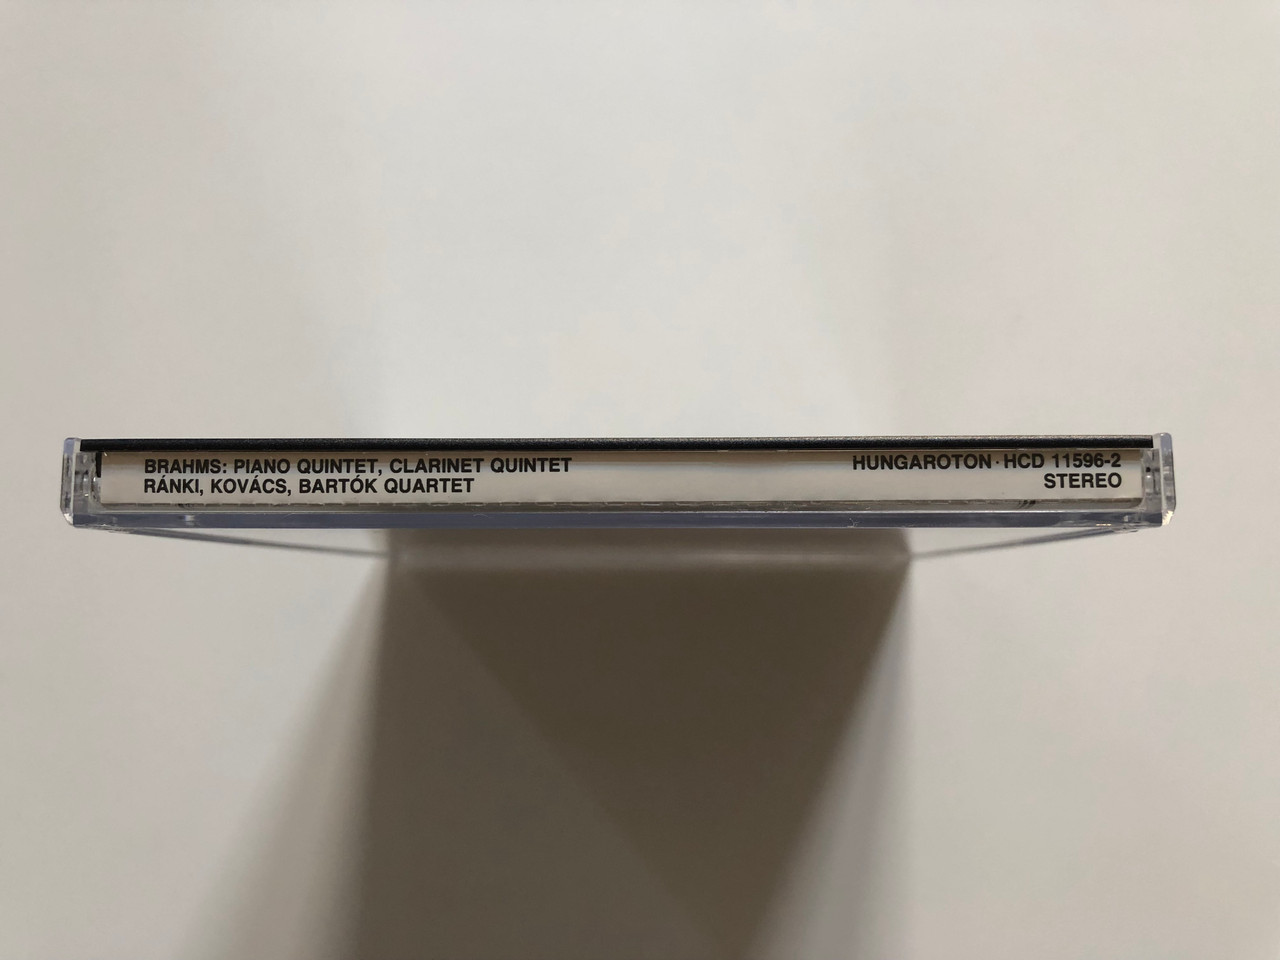 BRAHMS: PIANO QUINTET, CLARINET QUINTET
RÁNKI, KOVÁCS, BARTÓK QUARTET
HUNGAROTON · HCD 11596-2
STEREO